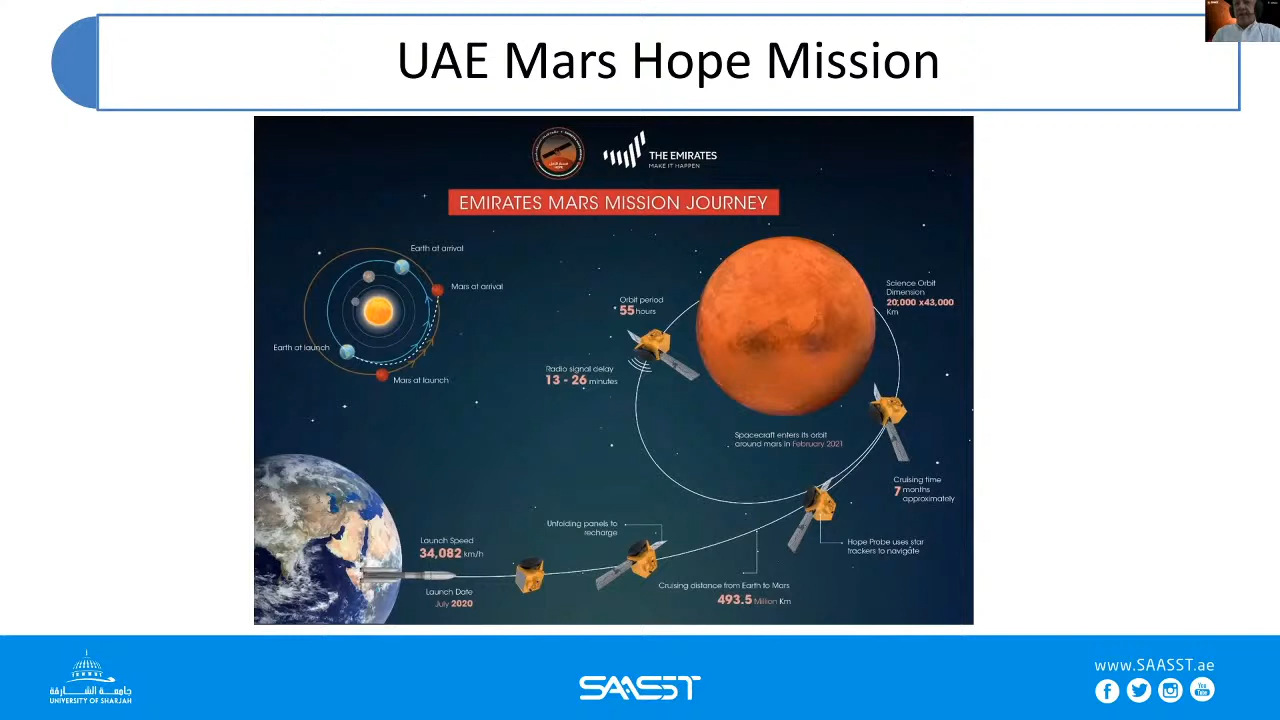 UAE Mars Hope Mission
THE EMIRATES
MAKE IT HAPPEN
EMIRATES MARS MISSION JOURNEY
Earth at arrival
Mars at arrival
Earth at launch
Mars at launch
Orbit period
55 hours
Radio signal delay
13 - 26 minutes
Science Orbit
Dimension
20,000 x43,000
Km
Spacecraft enters its orbit
around mars in February 2021
Cruising time
7 months
approximately
Hope Probe uses star
trackers to navigate
Unfolding panels to
recharge
Cruising distance from Earth to Mars
493.5 Million Km
Launch Speed
34,082 km/h
Launch Date
July 2020
جامعة الشارقة
UNIVERSITY OF SHARJAH
SAASST
www.SAASST.ae
You
Tube